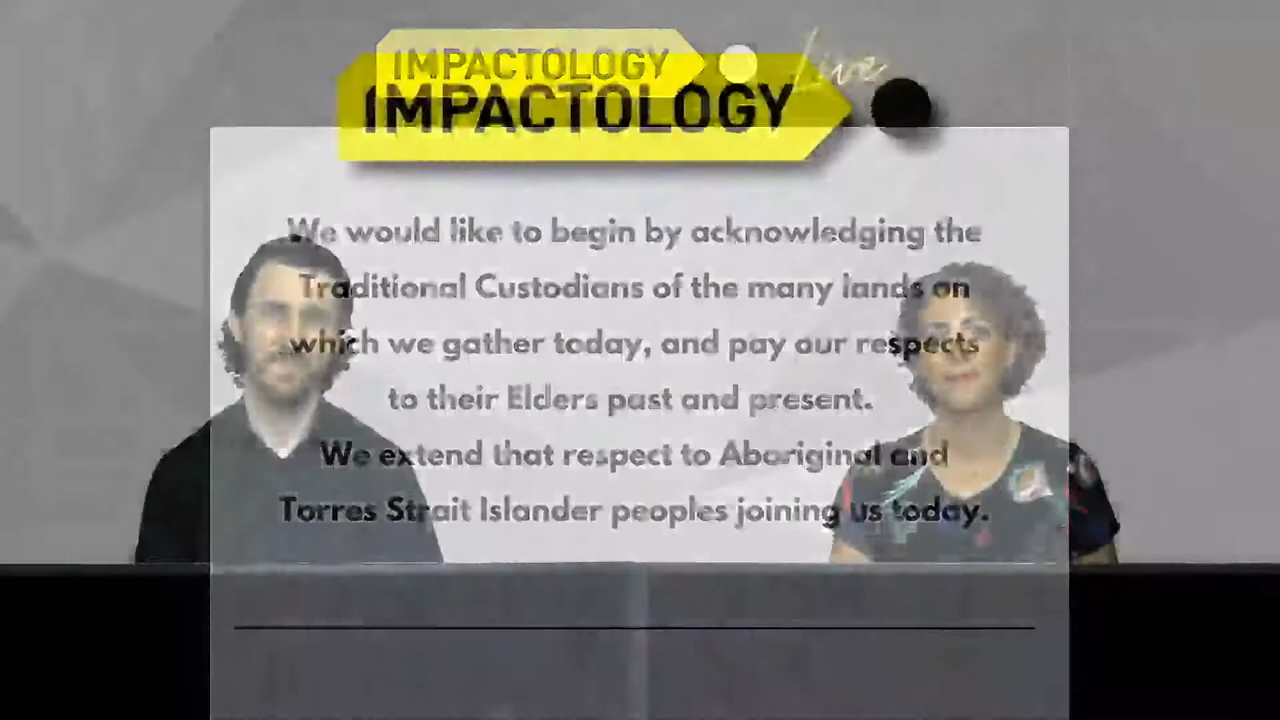 IMPACTOLOGY Live
IMPACTOLOGY
We would like to begin by acknowledging the
Traditional Custodians of the many lands on
which we gather today, and pay our respects
to their Elders past and present.
We extend that respect to Aboriginal and
Torres Strait Islander peoples joining us today.